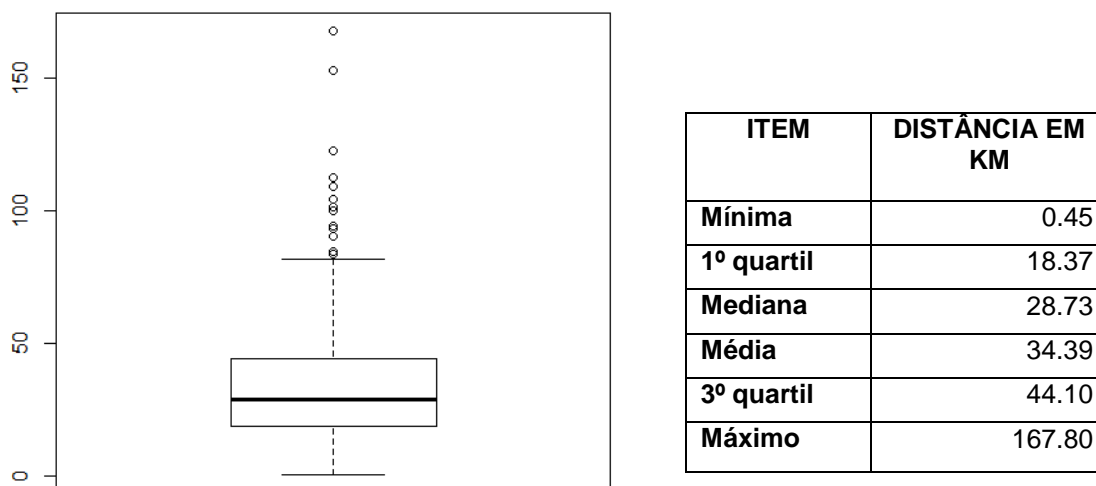 150
100
50
0
ITEM DISTÂNCIA EM
KM
Mínima 0.45
1º quartil 18.37
Mediana 28.73
Média 34.39
3º quartil 44.10
Máximo 167.80